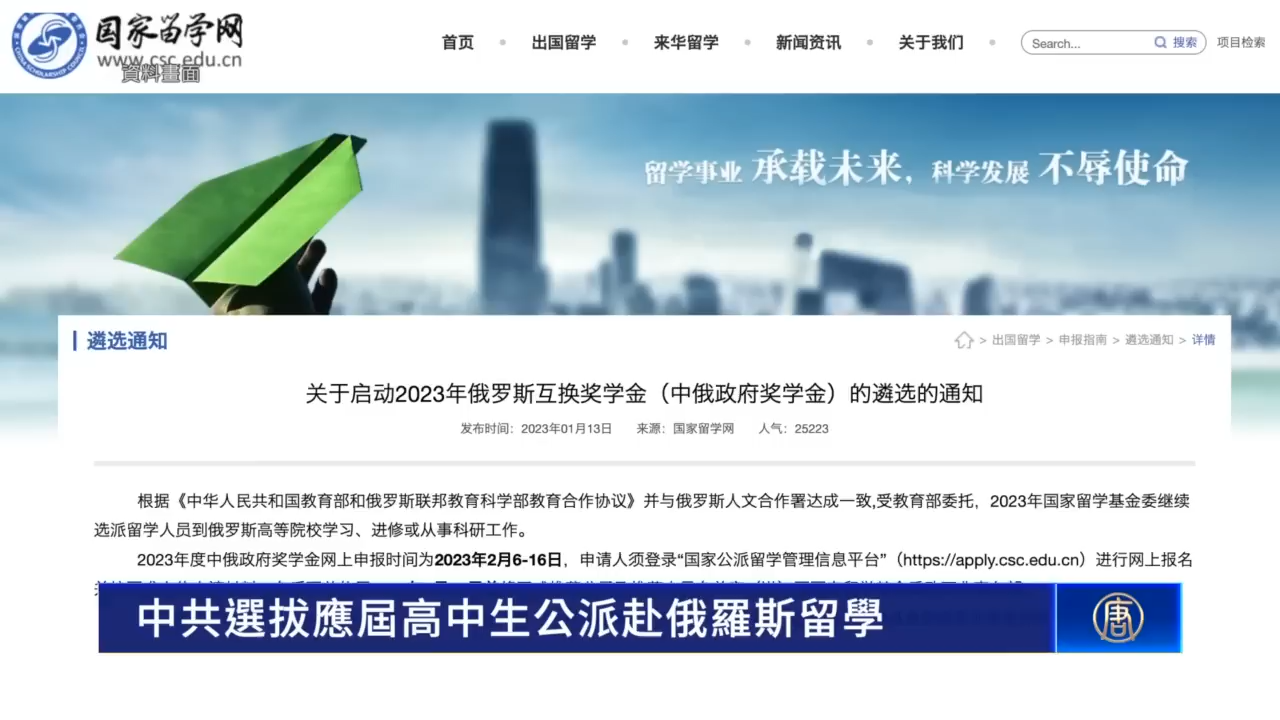 国家留学网
www.csc.edu.cn
資料畫面
首页 出国留学 来华留学 新闻资讯 关于我们 Search... 搜索 项目检索
留学事业 承载未来，科学发展 不辱使命
遴选通知
> 出国留学 > 申报指南 > 遴选通知 > 详情
关于启动2023年俄罗斯互换奖学金（中俄政府奖学金）的遴选的通知
发布时间：2023年01月13日 来源：国家留学网 人气：25223
根据《中华人民共和国教育部和俄罗斯联邦教育科学部教育合作协议》并与俄罗斯人文合作署达成一致,受教育部委托，2023年国家留学基金委继续
选派留学人员到俄罗斯高等院校学习、进修或从事科研工作。
2023年度中俄政府奖学金网上申报时间为2023年2月6-16日，申请人须登录“国家公派留学管理信息平台”（https://apply.csc.edu.cn）进行网上报名
中共選拔應屆高中生公派赴俄羅斯留學
唐